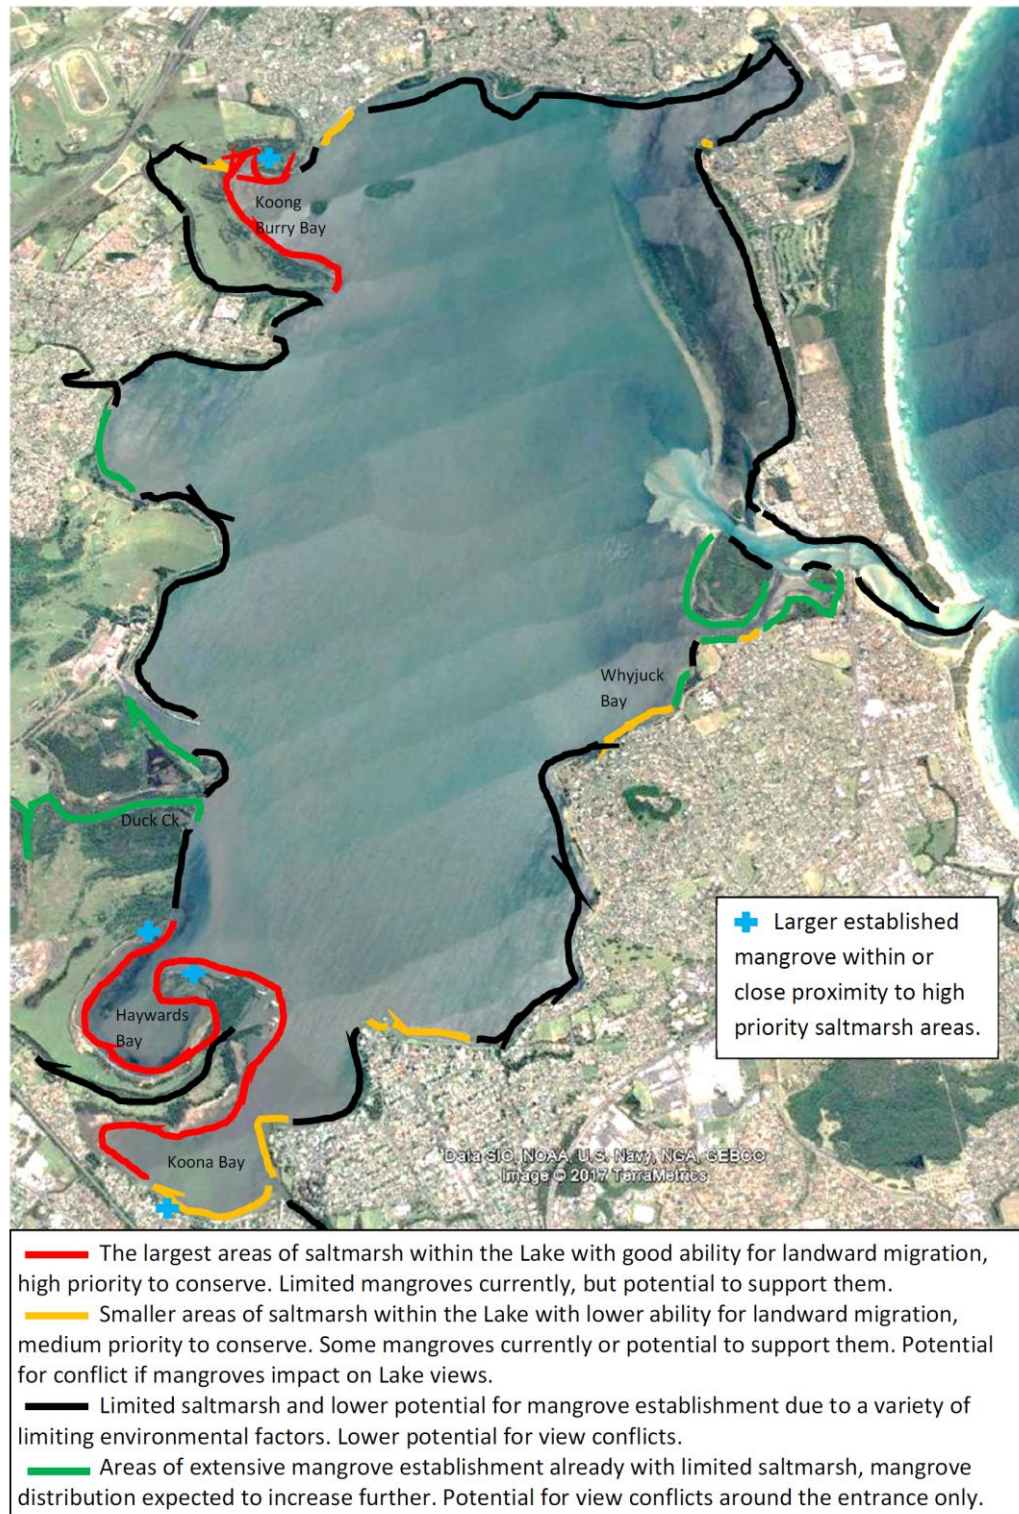 Koong
Burry Bay
Whyjuck
Bay
Duck Ck
Larger established
mangrove within or
close proximity to high
priority saltmarsh areas.
Haywards
Bay
Koona Bay
Data SIO, NOAA, U.S. Navy, NGA, GEBCO
Image © 2017 TerraMetrics
The largest areas of saltmarsh within the Lake with good ability for landward migration,
high priority to conserve. Limited mangroves currently, but potential to support them.
Smaller areas of saltmarsh within the Lake with lower ability for landward migration,
medium priority to conserve. Some mangroves currently or potential to support them. Potential
for conflict if mangroves impact on Lake views.
Limited saltmarsh and lower potential for mangrove establishment due to a variety of
limiting environmental factors. Lower potential for view conflicts.
Areas of extensive mangrove establishment already with limited saltmarsh, mangrove
distribution expected to increase further. Potential for view conflicts around the entrance only.